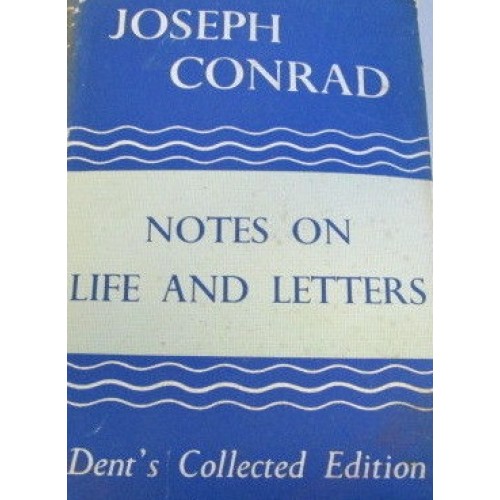 JOSEPH
CONRAD
NOTES ON
LIFE AND LETTERS
Dent's Collected Edition